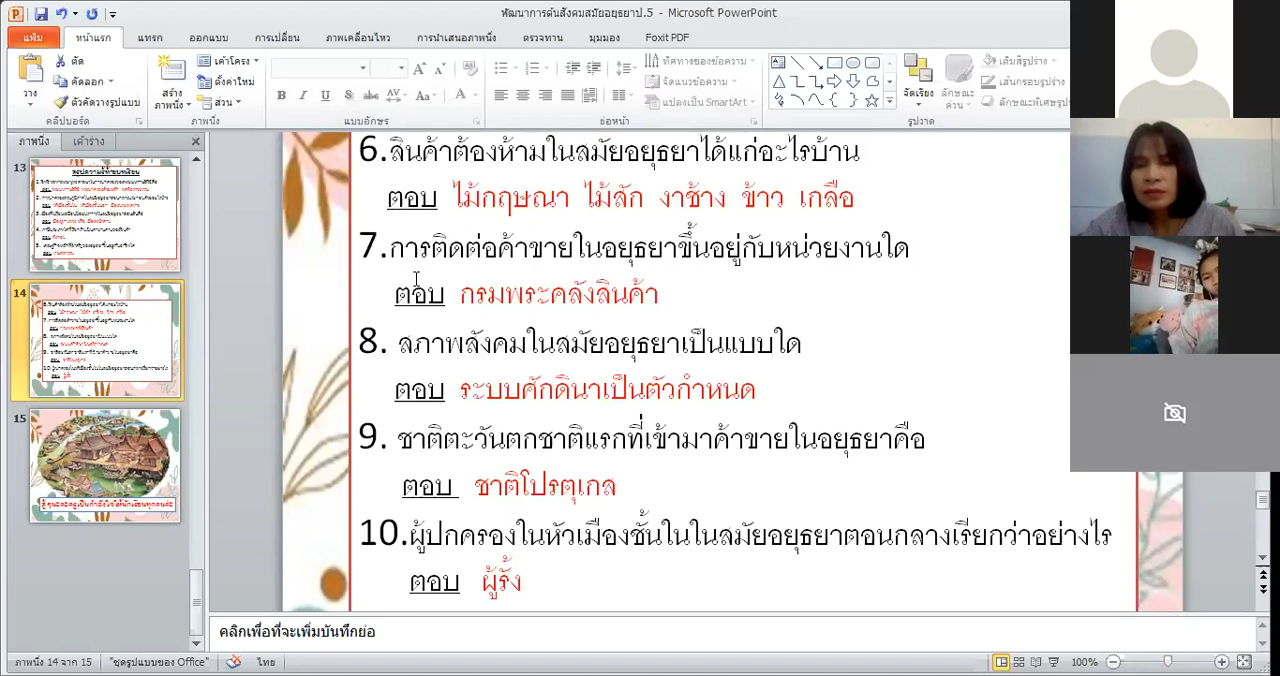 พัฒนาการด้นสังคมสมัยอยุธยาป.5 - Microsoft PowerPoint
แฟ้ม หน้าแรก แทรก ออกแบบ การเปลี่ยน ภาพเคลื่อนไหว การนำเสนอภาพนิ่ง ตรวจทาน มุมมอง Foxit PDF
วาง
ตัด
คัดลอก
ตัวคัดวางรูปแบบ
คลิปบอร์ด
สร้างภาพนิ่ง
เค้าโครง
ตั้งค่าใหม่
ส่วน
ภาพนิ่ง
แบบอักษร
ทิศทางของข้อความ
จัดแนวข้อความ
แปลงเป็น SmartArt
ย่อหน้า
จัดเรียง
ลักษณะด่วน
เติมสีรูปร่าง
เส้นกรอบรูปร่าง
ลักษณะพิเศษรูป
รูปวาด
ภาพนิ่ง เค้าร่าง
13
14
15
6.สินค้าต้องห้ามในสมัยอยุธยาได้แก่อะไรบ้าน
ตอบ ไม้กฤษณา ไม้สัก งาช้าง ข้าว เกลือ
7.การติดต่อค้าขายในอยุธยาขึ้นอยู่กับหน่วยงานใด
ตอบ กรมพระคลังสินค้า
8. สภาพสังคมในสมัยอยุธยาเป็นแบบใด
ตอบ ระบบศักดินาเป็นตัวกำหนด
9. ชาติตะวันตกชาติแรกที่เข้ามาค้าขายในอยุธยาคือ
ตอบ ชาติโปรตุเกส
10.ผู้ปกครองในหัวเมืองชั้นในในสมัยอยุธยาตอนกลางเรียกว่าอย่างไร
ตอบ ผู้รั้ง
คลิกเพื่อที่จะเพิ่มบันทึกย่อ
ภาพนิ่ง 14 จาก 15 "ชุดรูปแบบของ Office" ไทย 100%